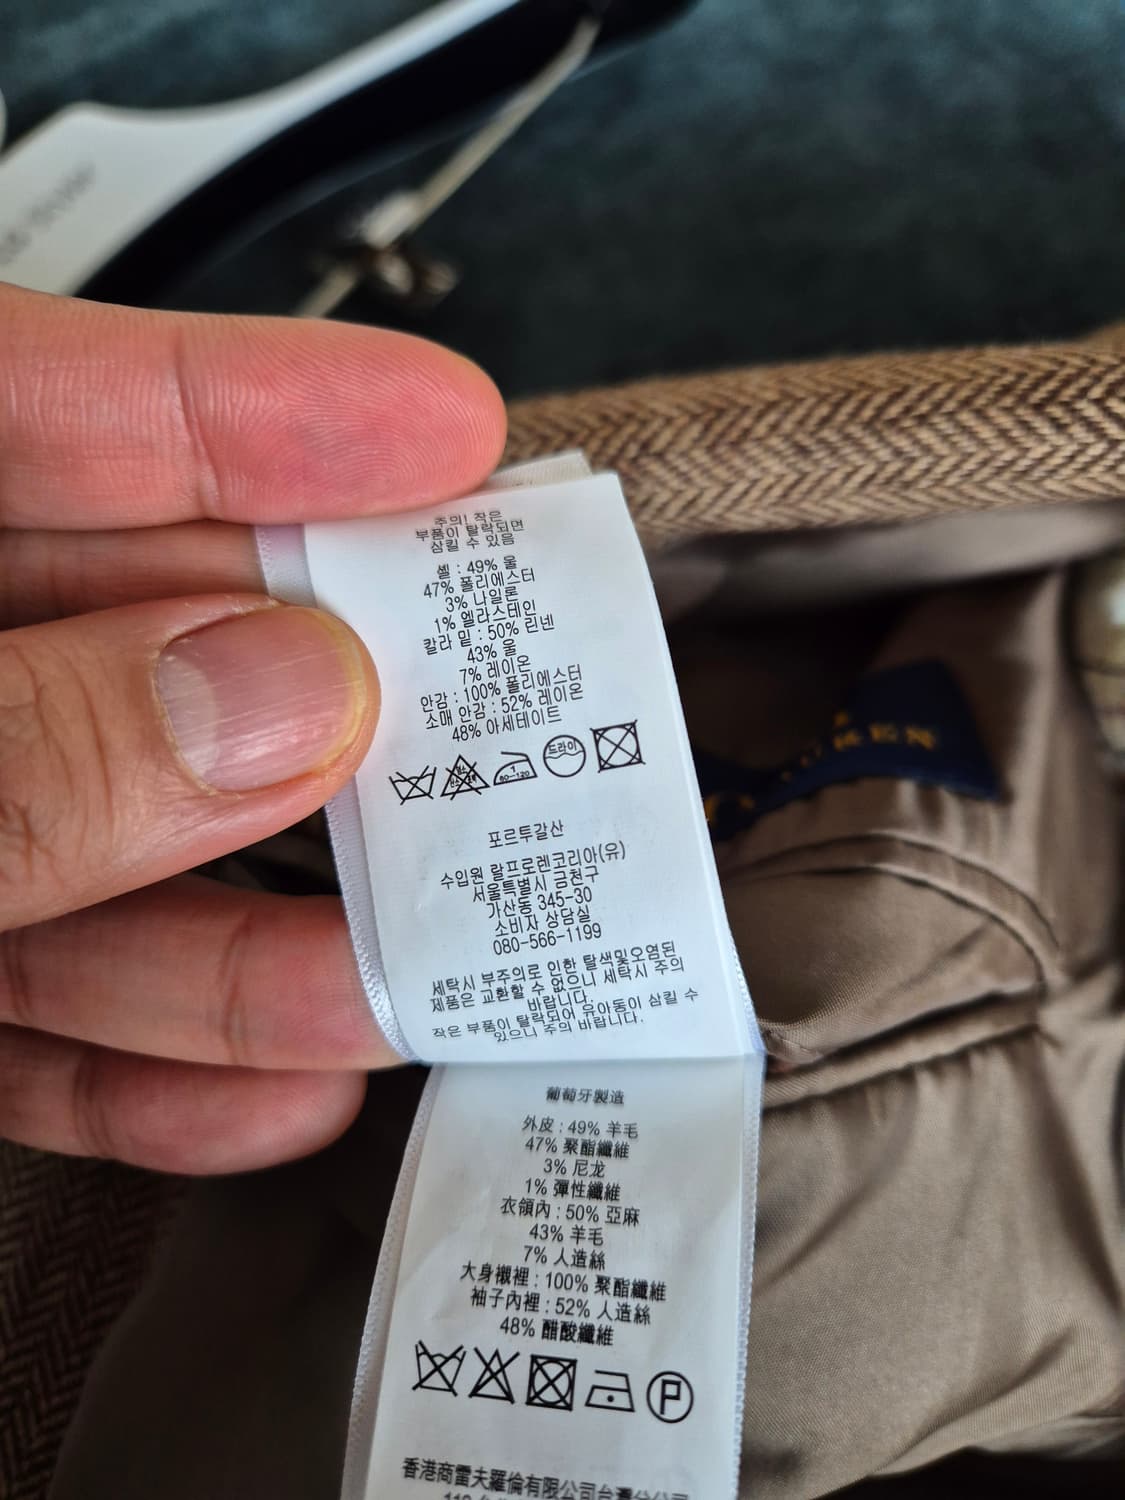 주의! 작은
부품이 탈락되면
삼킬 수 있음
쉘 : 49% 울
47% 폴리에스터
3% 나일론
1% 엘라스테인
칼라 밑 : 50% 린넨
43% 울
7% 레이온
안감 : 100% 폴리에스터
소매 안감 : 52% 레이온
48% 아세테이트
드라이
80-120
포르투갈산
수입원 랄프로렌코리아(유)
서울특별시 금천구
가산동 345-30
소비자 상담실
080-566-1199
세탁시 부주의로 인한 탈색및오염된
제품은 교환할 수 없으니 세탁시 주의
바랍니다.
작은 부품이 탈락되어 유아동이 삼킬 수
있으니 주의 바랍니다.
葡萄牙製造
外皮 : 49% 羊毛
47% 聚酯纖維
3% 尼龙
1% 彈性纖維
衣領內 : 50% 亞麻
43% 羊毛
7% 人造絲
大身襯裡 : 100% 聚酯纖維
袖子內裡 : 52% 人造絲
48% 醋酸纖維
P
香港商雷夫羅倫有限公司台灣分公司